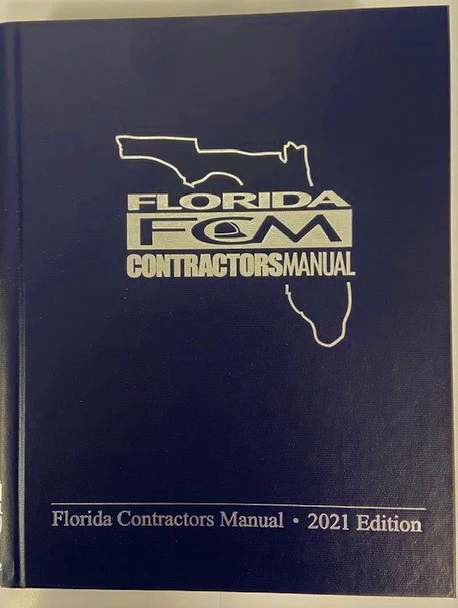 FLORIDA
FCM
CONTRACTORSMANUAL
Florida Contractors Manual • 2021 Edition